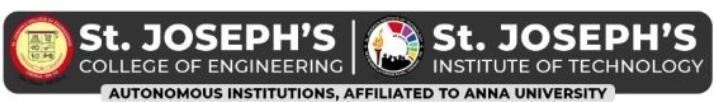 St. JOSEPH'S
COLLEGE OF ENGINEERING
St. JOSEPH'S
INSTITUTE OF TECHNOLOGY
AUTONOMOUS INSTITUTIONS, AFFILIATED TO ANNA UNIVERSITY